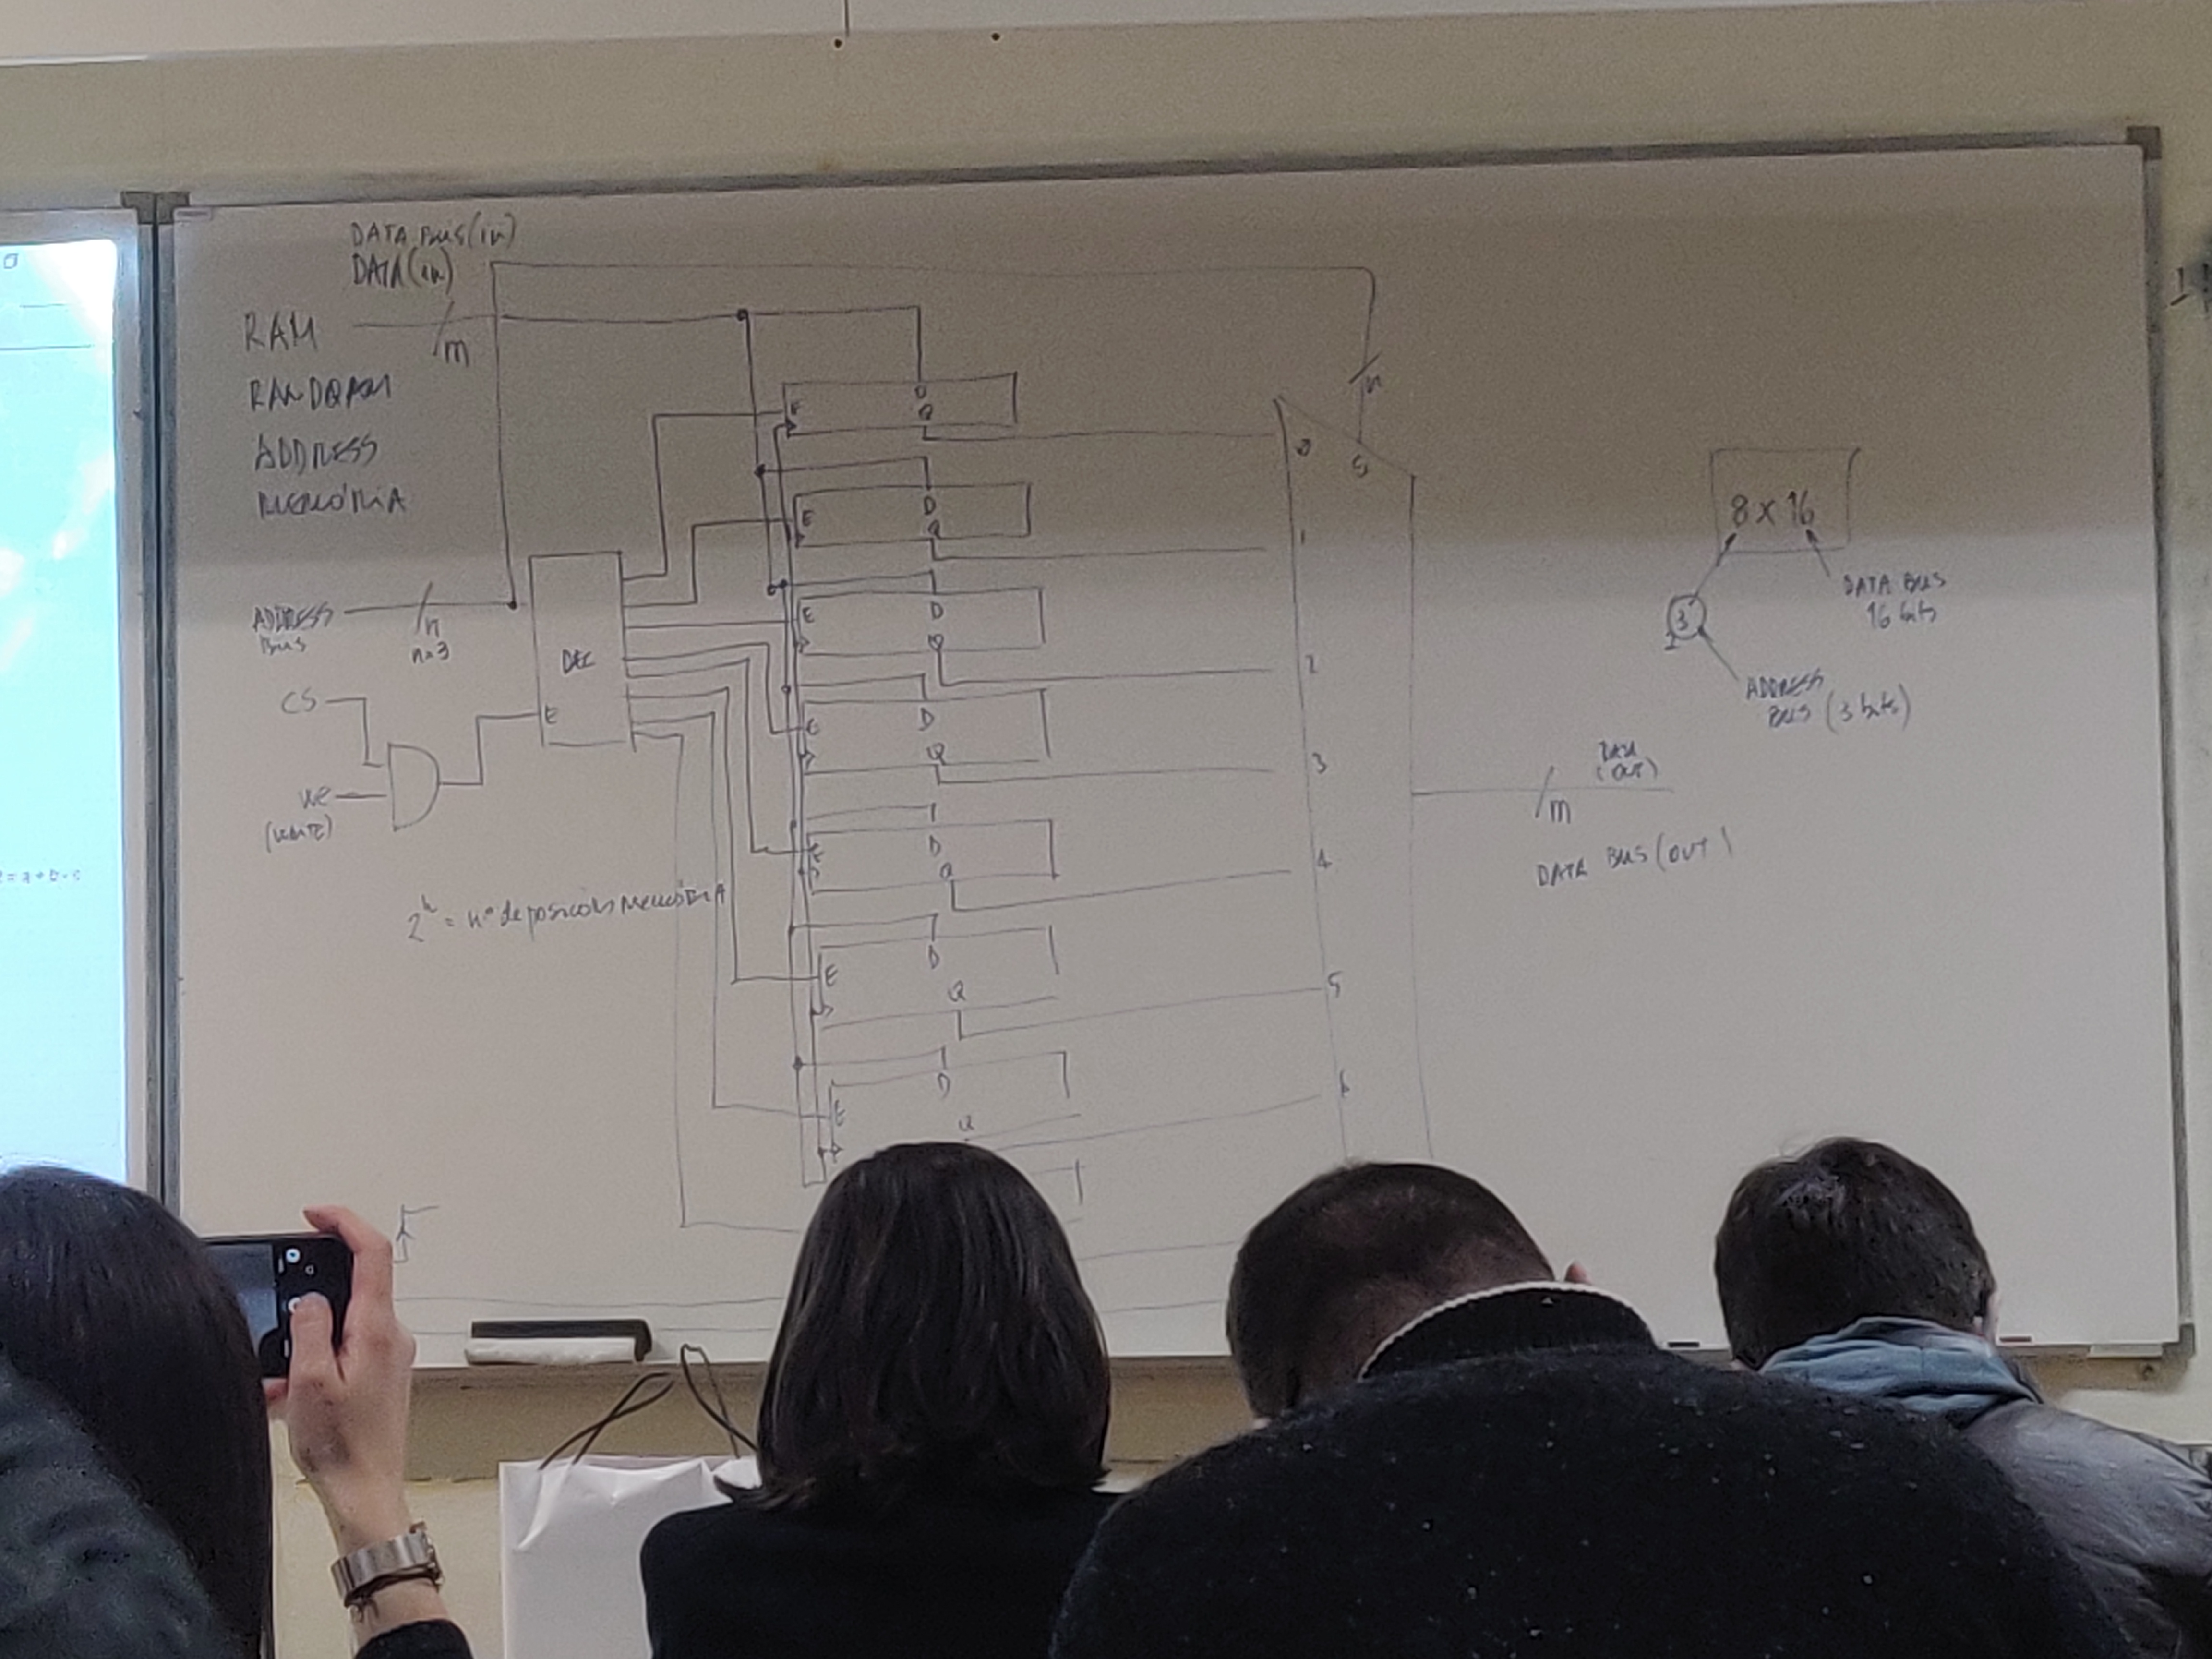 DATA BUS (IN)
DATA (IN)
RAM
m
RANDOM
ADDRESS
MEMÓRIA
ADDRESS
BUS
n
n=3
DEC
E
CS
WE
(WRITE)
2^n = nº de posições MEMÓRIA
E
D
Q
E
D
Q
E
D
Q
E
D
Q
E
D
Q
E
D
Q
E
D
Q
n
S
0
1
2
3
4
5
6
DATA
(OUT)
m
DATA BUS (OUT)
8 x 16
2^3
DATA BUS
16 bits
ADDRESS
BUS (3 bits)